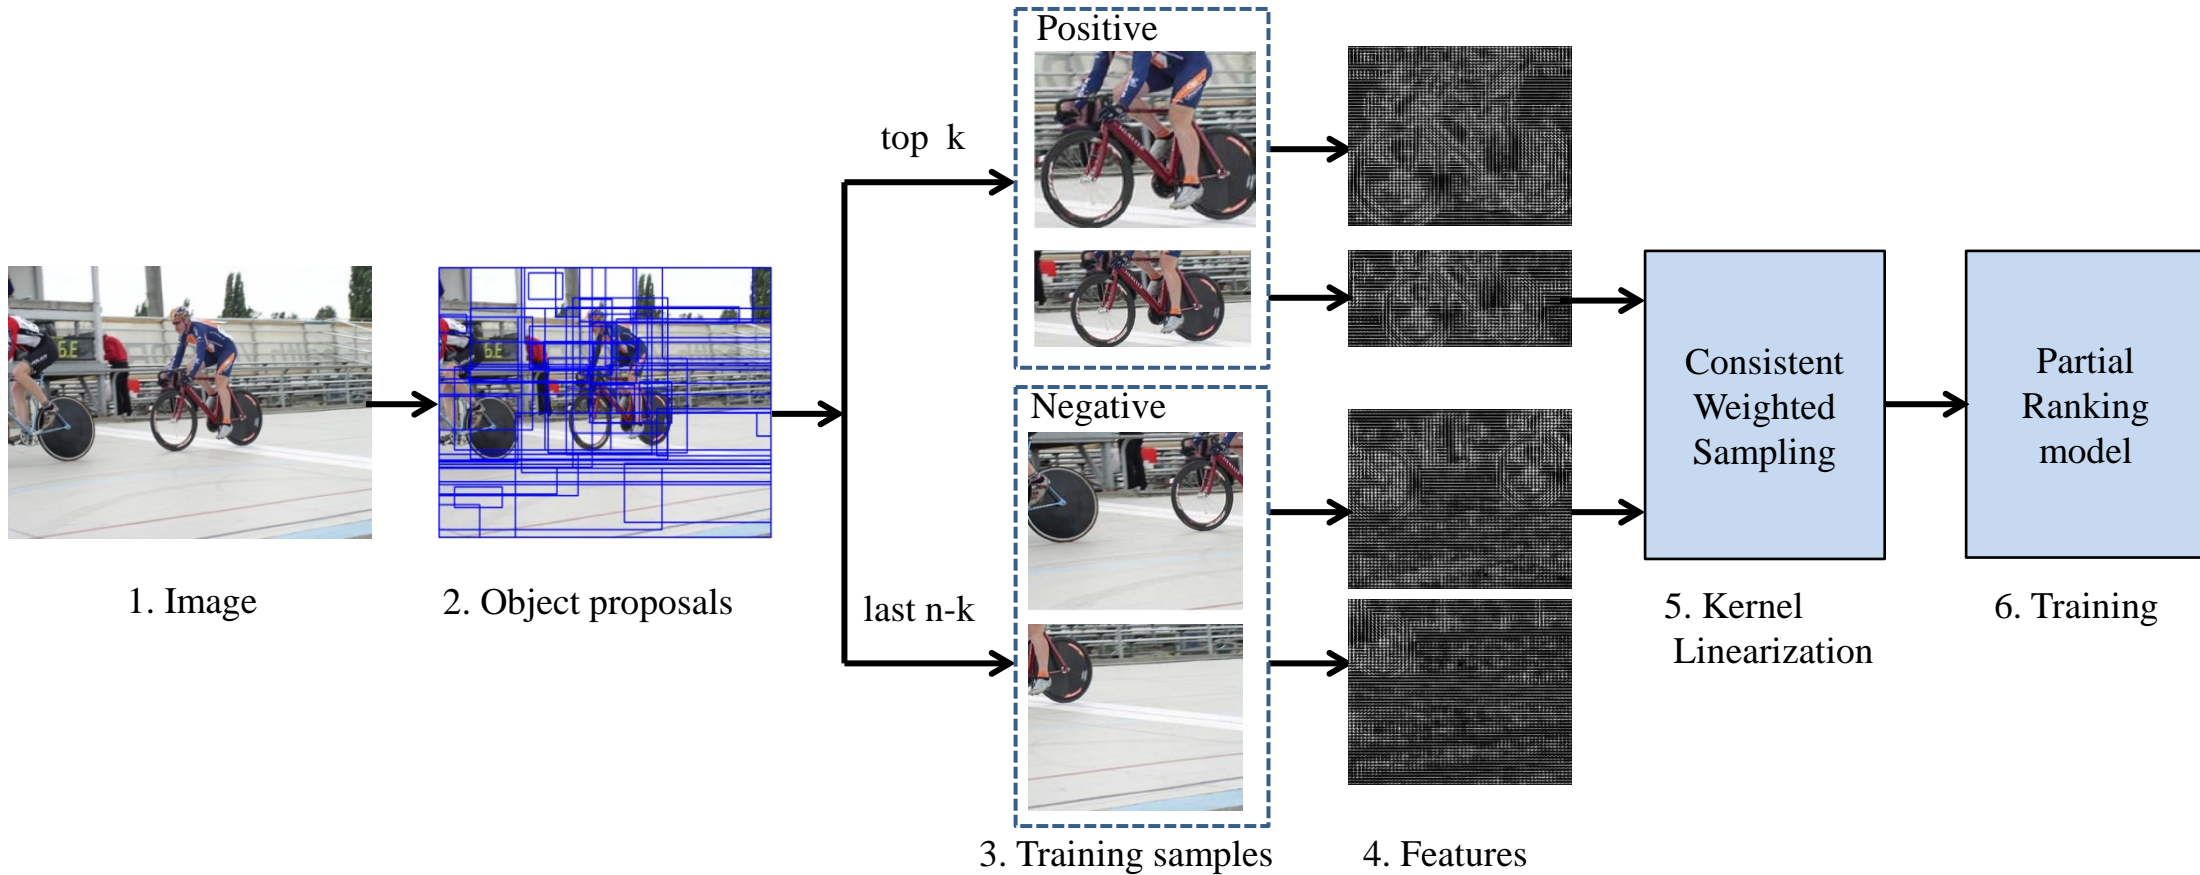 Positive
top k
Negative
Consistent
Weighted
Sampling
Partial
Ranking
model
1. Image
2. Object proposals
last n-k
5. Kernel
Linearization
6. Training
3. Training samples
4. Features